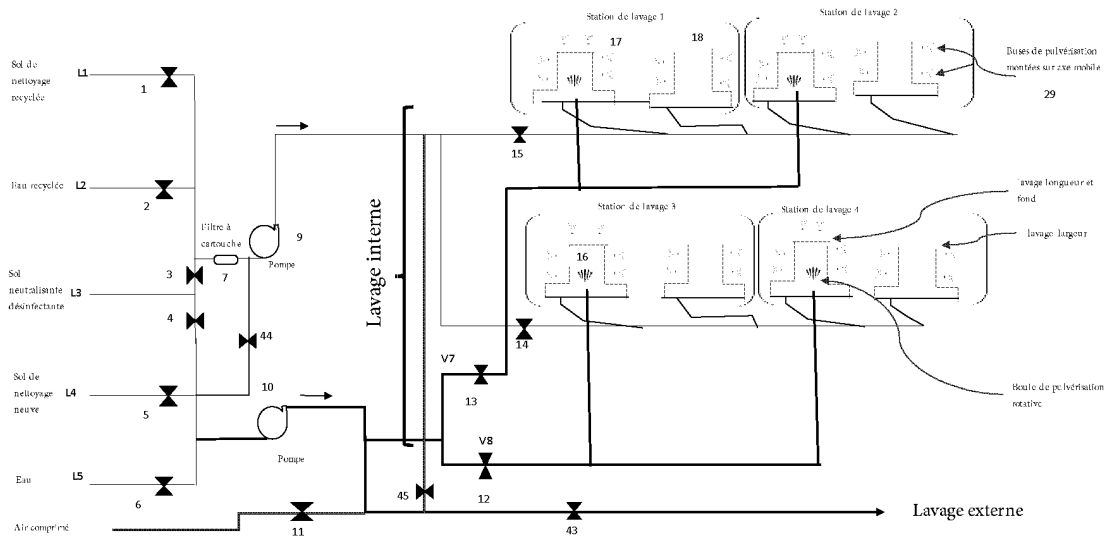 Station de lavage 1
Station de lavage 2
Sol de
nettoyage
recyclée
L1
1
17
18
Buses de pulvérisation
montées sur axe mobile
29
15
Eau recyclée
L2
2
Filtre à
cartouche
9
Pompe
7
3
Sol
neutralisante
désinfectante
L3
4
44
Lavage interne
Station de lavage 3
Station de lavage 4
lavage longueur et
fond
lavage largeur
16
14
V7
13
Sol de
nettoyage
neuve
L4
5
10
Pompe
Boule de pulvérisation
rotative
V8
12
Eau
L5
6
45
Air comprimé
11
43
Lavage externe